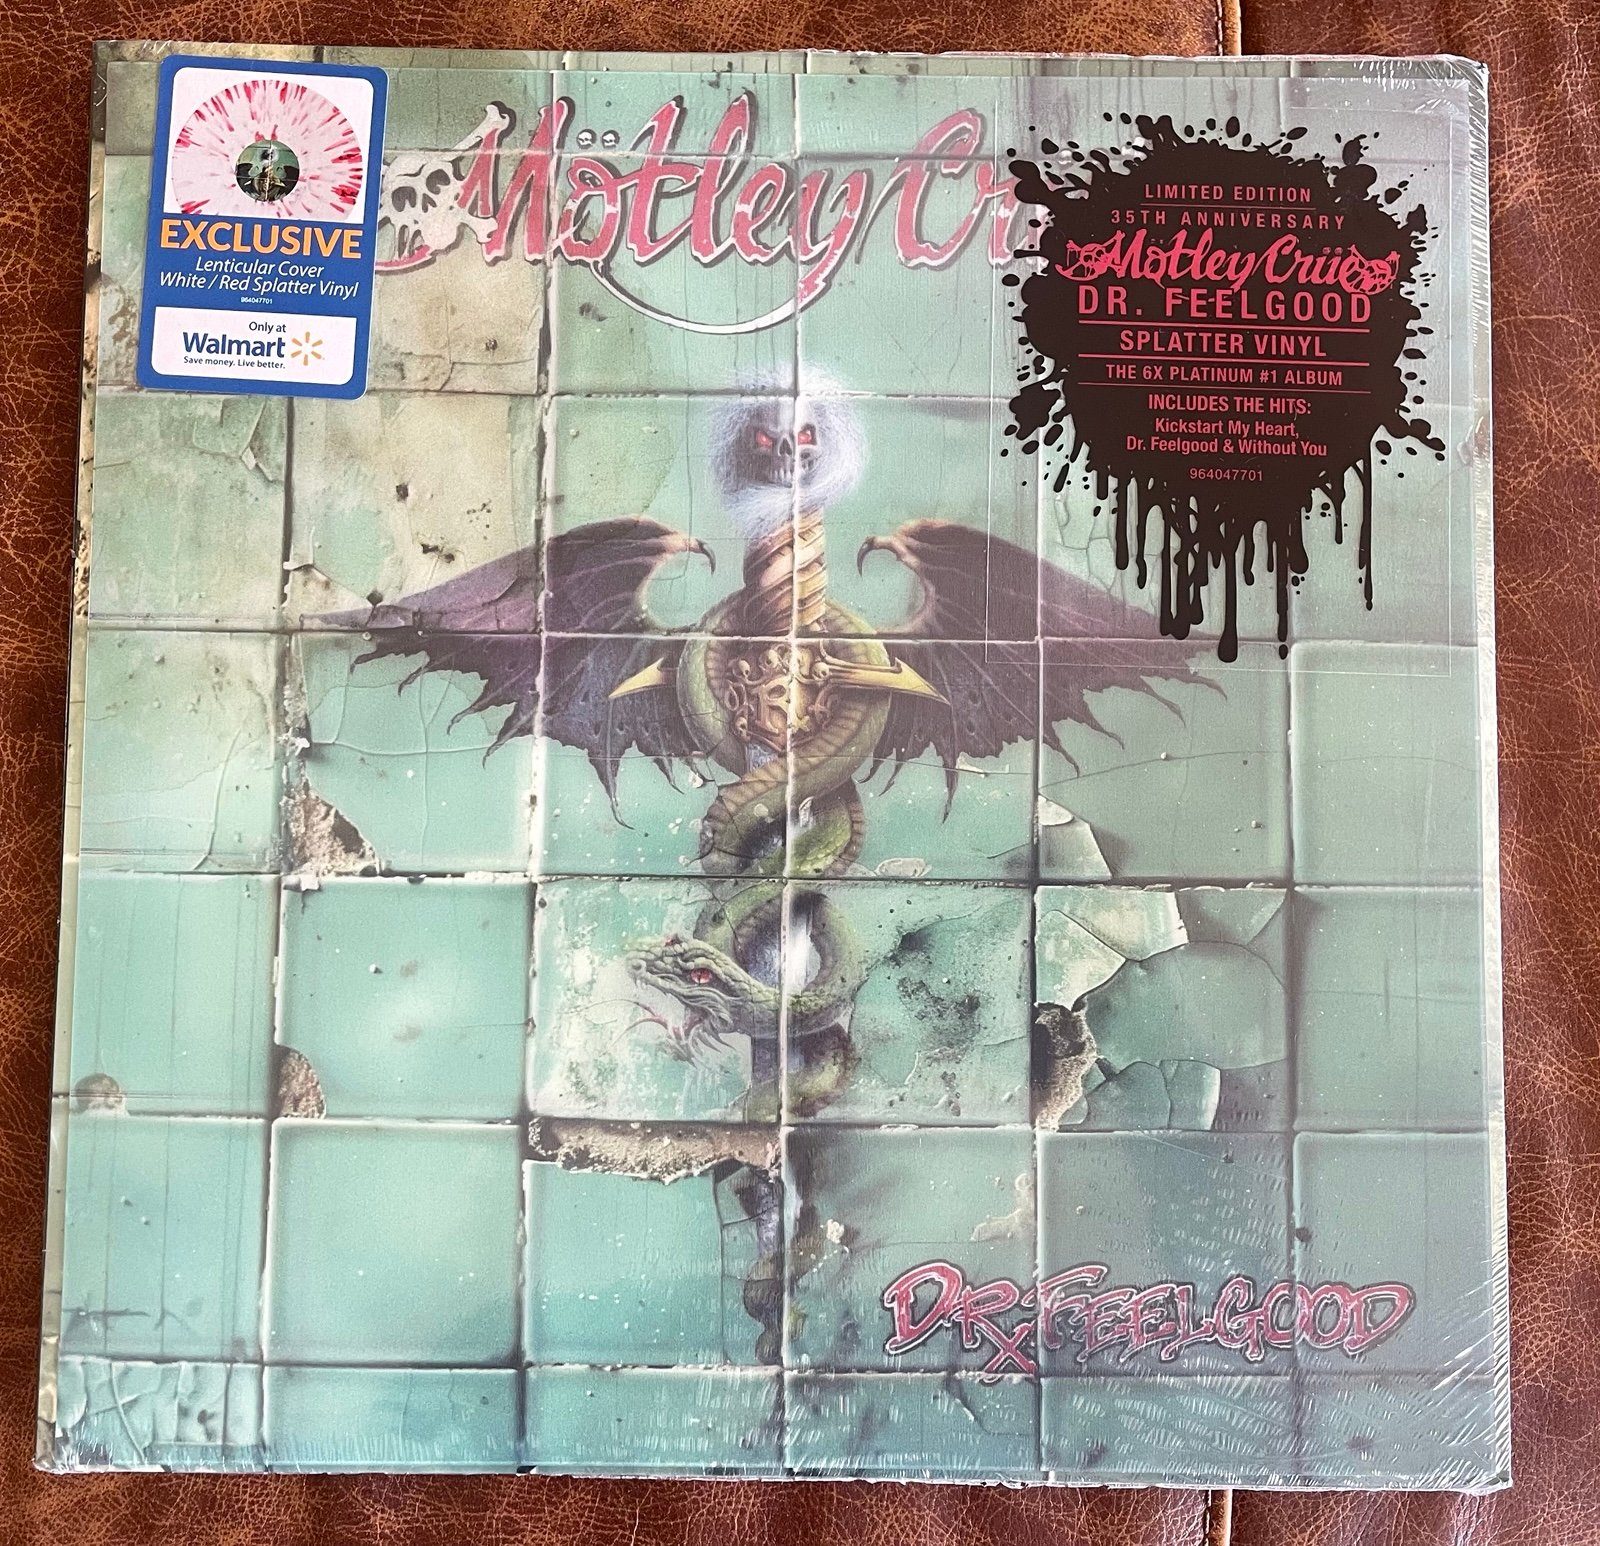 EXCLUSIVE
Lenticular Cover
White / Red Splatter Vinyl
964047701
Only at
Walmart
Save money. Live better.
Mötley Cr
LIMITED EDITION
35TH ANNIVERSARY
Mötley Crüe
DR. FEELGOOD
SPLATTER VINYL
THE 6X PLATINUM #1 ALBUM
INCLUDES THE HITS:
Kickstart My Heart,
Dr. Feelgood & Without You
964047701
DR. FEELGOOD